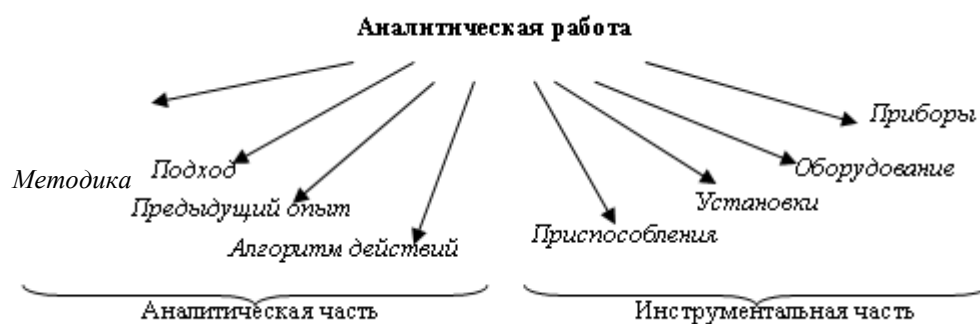 Аналитическая работа
Методика
Подход
Предыдущий опыт
Алгоритм действий
Приспособления
Установки
Оборудование
Приборы
Аналитическая часть
Инструментальная часть